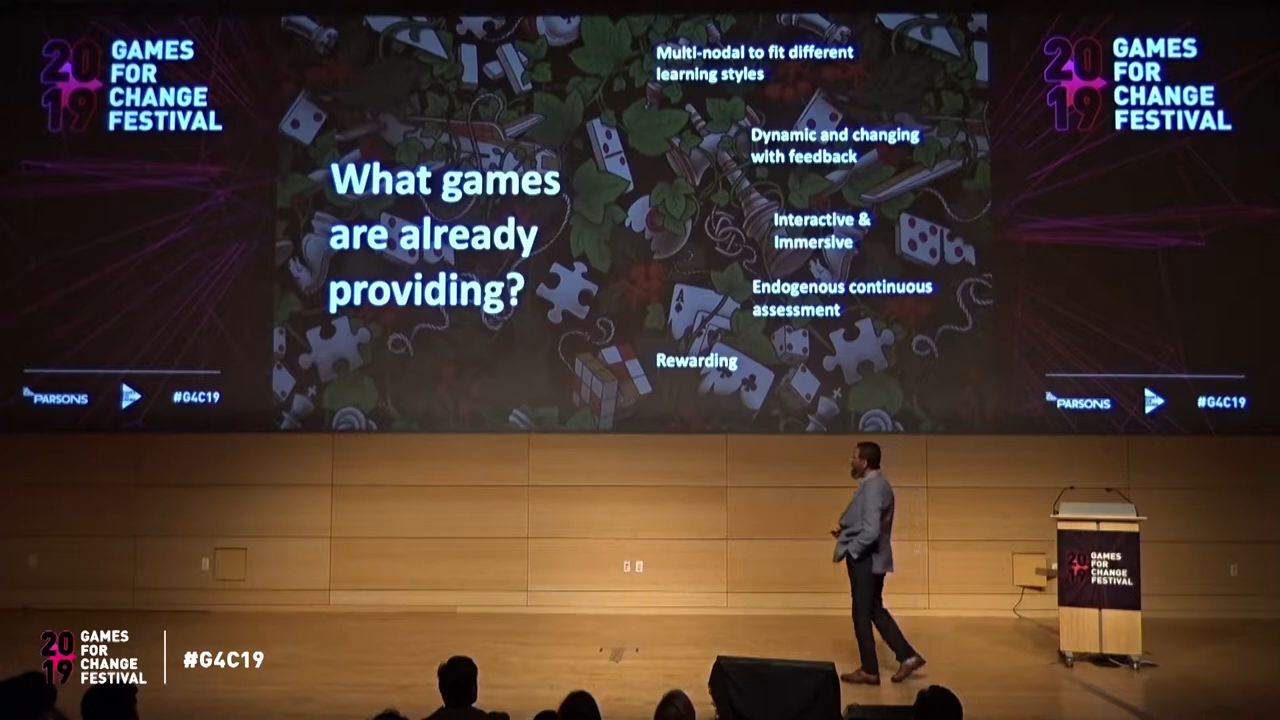 2019
GAMES
FOR
CHANGE
FESTIVAL
PARSONS
#G4C19
What games
are already
providing?
Multi-nodal to fit different
learning styles
Dynamic and changing
with feedback
Interactive &
Immersive
Endogenous continuous
assessment
Rewarding
A
2019
GAMES
FOR
CHANGE
FESTIVAL
PARSONS
#G4C19
2019
GAMES
FOR
CHANGE
FESTIVAL
2019
GAMES
FOR
CHANGE
FESTIVAL
#G4C19